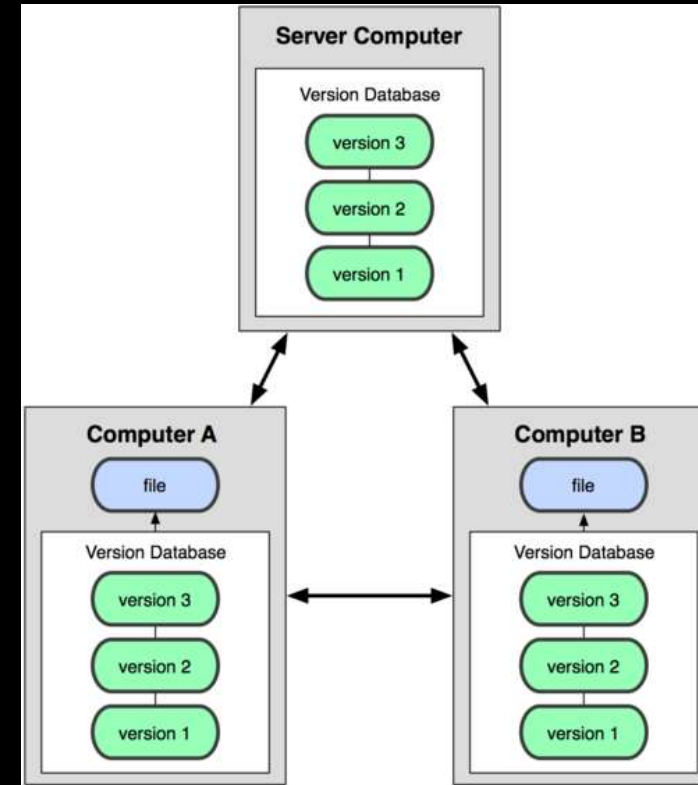 Server Computer
Version Database
version 3
version 2
version 1
Computer A
file
Version Database
version 3
version 2
version 1
Computer B
file
Version Database
version 3
version 2
version 1